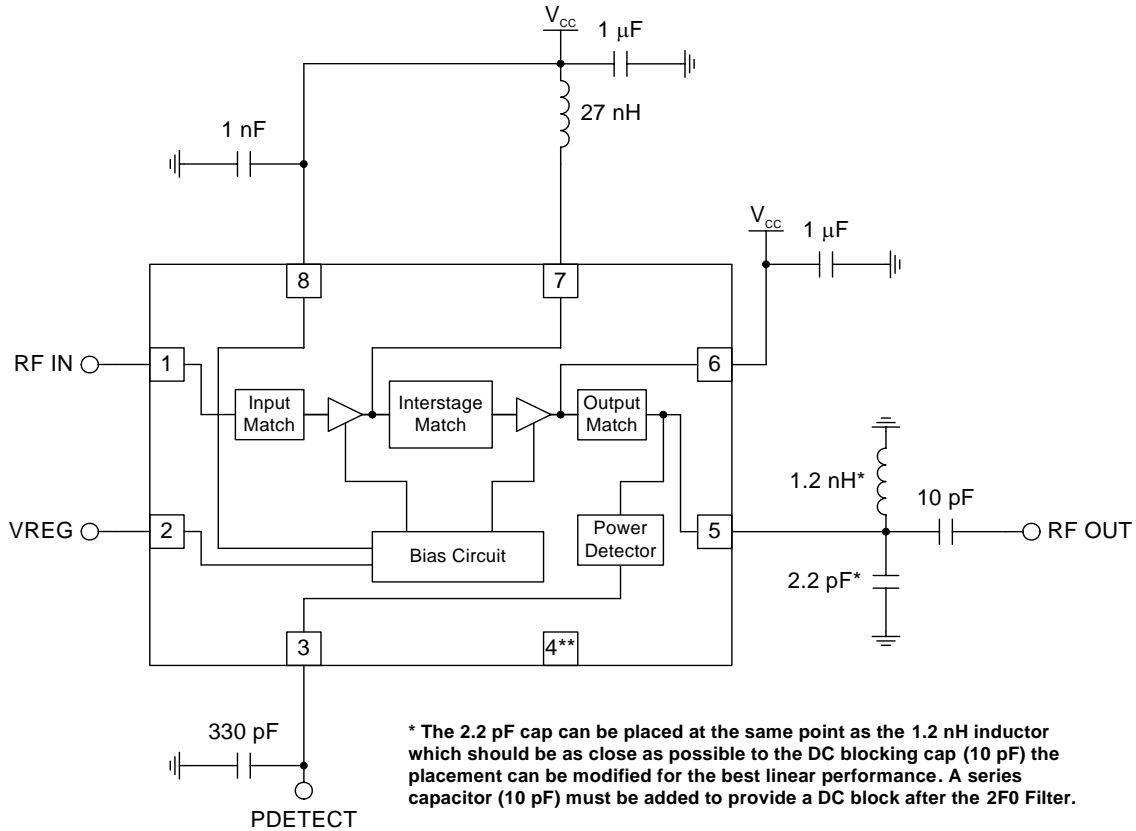 V_CC
1 μF
27 nH
1 nF
V_CC
1 μF
8
7
RF IN
1
6
Input
Match
Interstage
Match
Output
Match
1.2 nH*
10 pF
VREG
2
Bias Circuit
Power
Detector
5
RF OUT
2.2 pF*
3
4**
330 pF
PDETECT
* The 2.2 pF cap can be placed at the same point as the 1.2 nH inductor
which should be as close as possible to the DC blocking cap (10 pF) the
placement can be modified for the best linear performance. A series
capacitor (10 pF) must be added to provide a DC block after the 2F0 Filter.